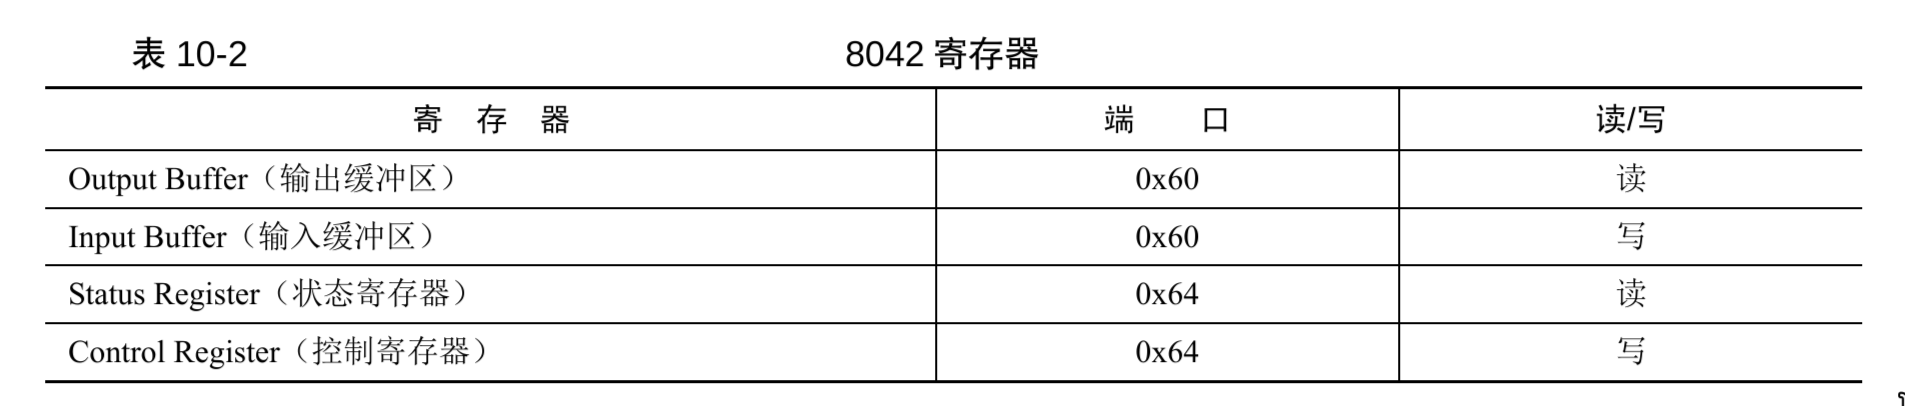 表 10-2 8042 寄存器
寄 存 器 端 口 读/写
Output Buffer（输出缓冲区） 0x60 读
Input Buffer（输入缓冲区） 0x60 写
Status Register（状态寄存器） 0x64 读
Control Register（控制寄存器） 0x64 写